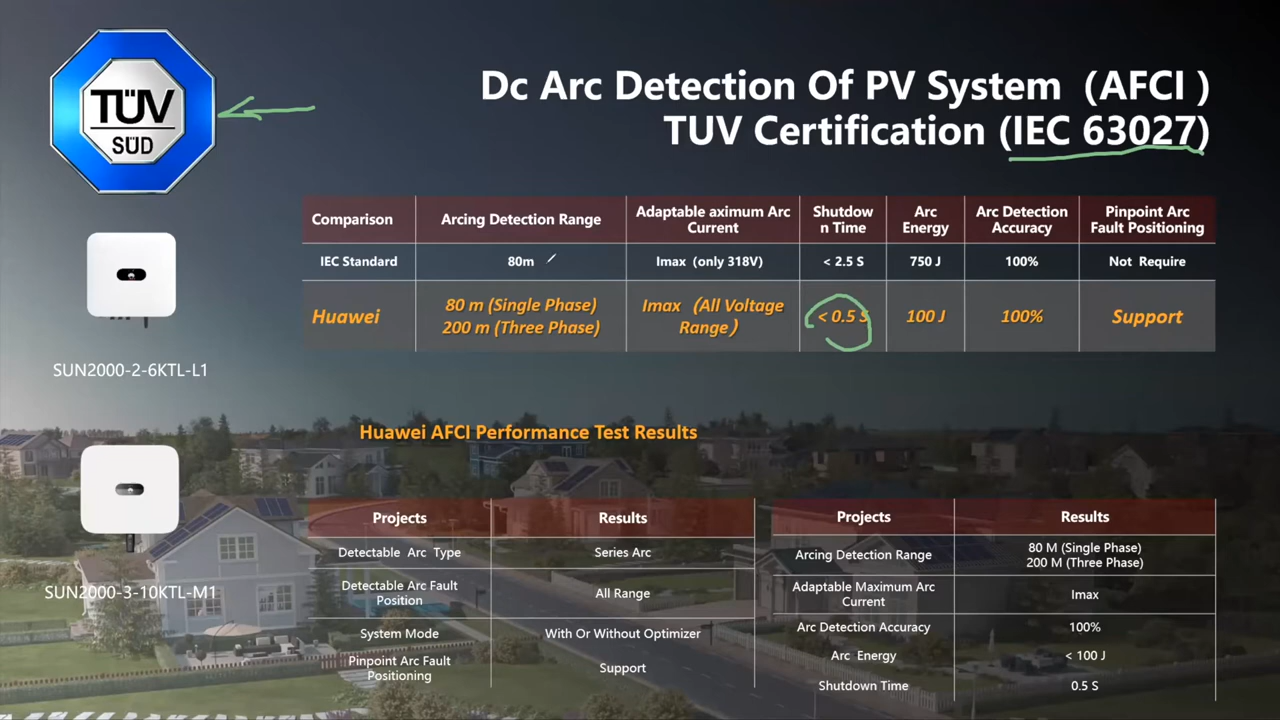 TÜV
SÜD
Dc Arc Detection Of PV System (AFCI )
TUV Certification (IEC 63027)
Comparison
Arcing Detection Range
Adaptable aximum Arc
Current
Shutdow
n Time
Arc
Energy
Arc Detection
Accuracy
Pinpoint Arc
Fault Positioning
IEC Standard
80m
Imax (only 318V)
< 2.5 S
750 J
100%
Not Require
Huawei
80 m (Single Phase)
200 m (Three Phase)
Imax (All Voltage
Range)
< 0.5 S
100 J
100%
Support
SUN2000-2-6KTL-L1
SUN2000-3-10KTL-M1
Huawei AFCI Performance Test Results
Projects
Results
Detectable Arc Type
Series Arc
Detectable Arc Fault
Position
All Range
System Mode
With Or Without Optimizer
Pinpoint Arc Fault
Positioning
Support
Projects
Results
Arcing Detection Range
80 M (Single Phase)
200 M (Three Phase)
Adaptable Maximum Arc
Current
Imax
Arc Detection Accuracy
100%
Arc Energy
< 100 J
Shutdown Time
0.5 S